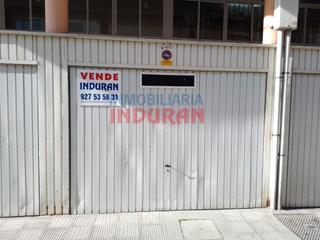 VENDE
INDURAN
927 53 56 31
INMOBILIARIA
INDURAN